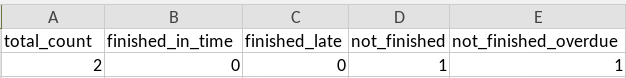 A B C D E
total_count finished_in_time finished_late not_finished not_finished_overdue
2 0 0 1 1